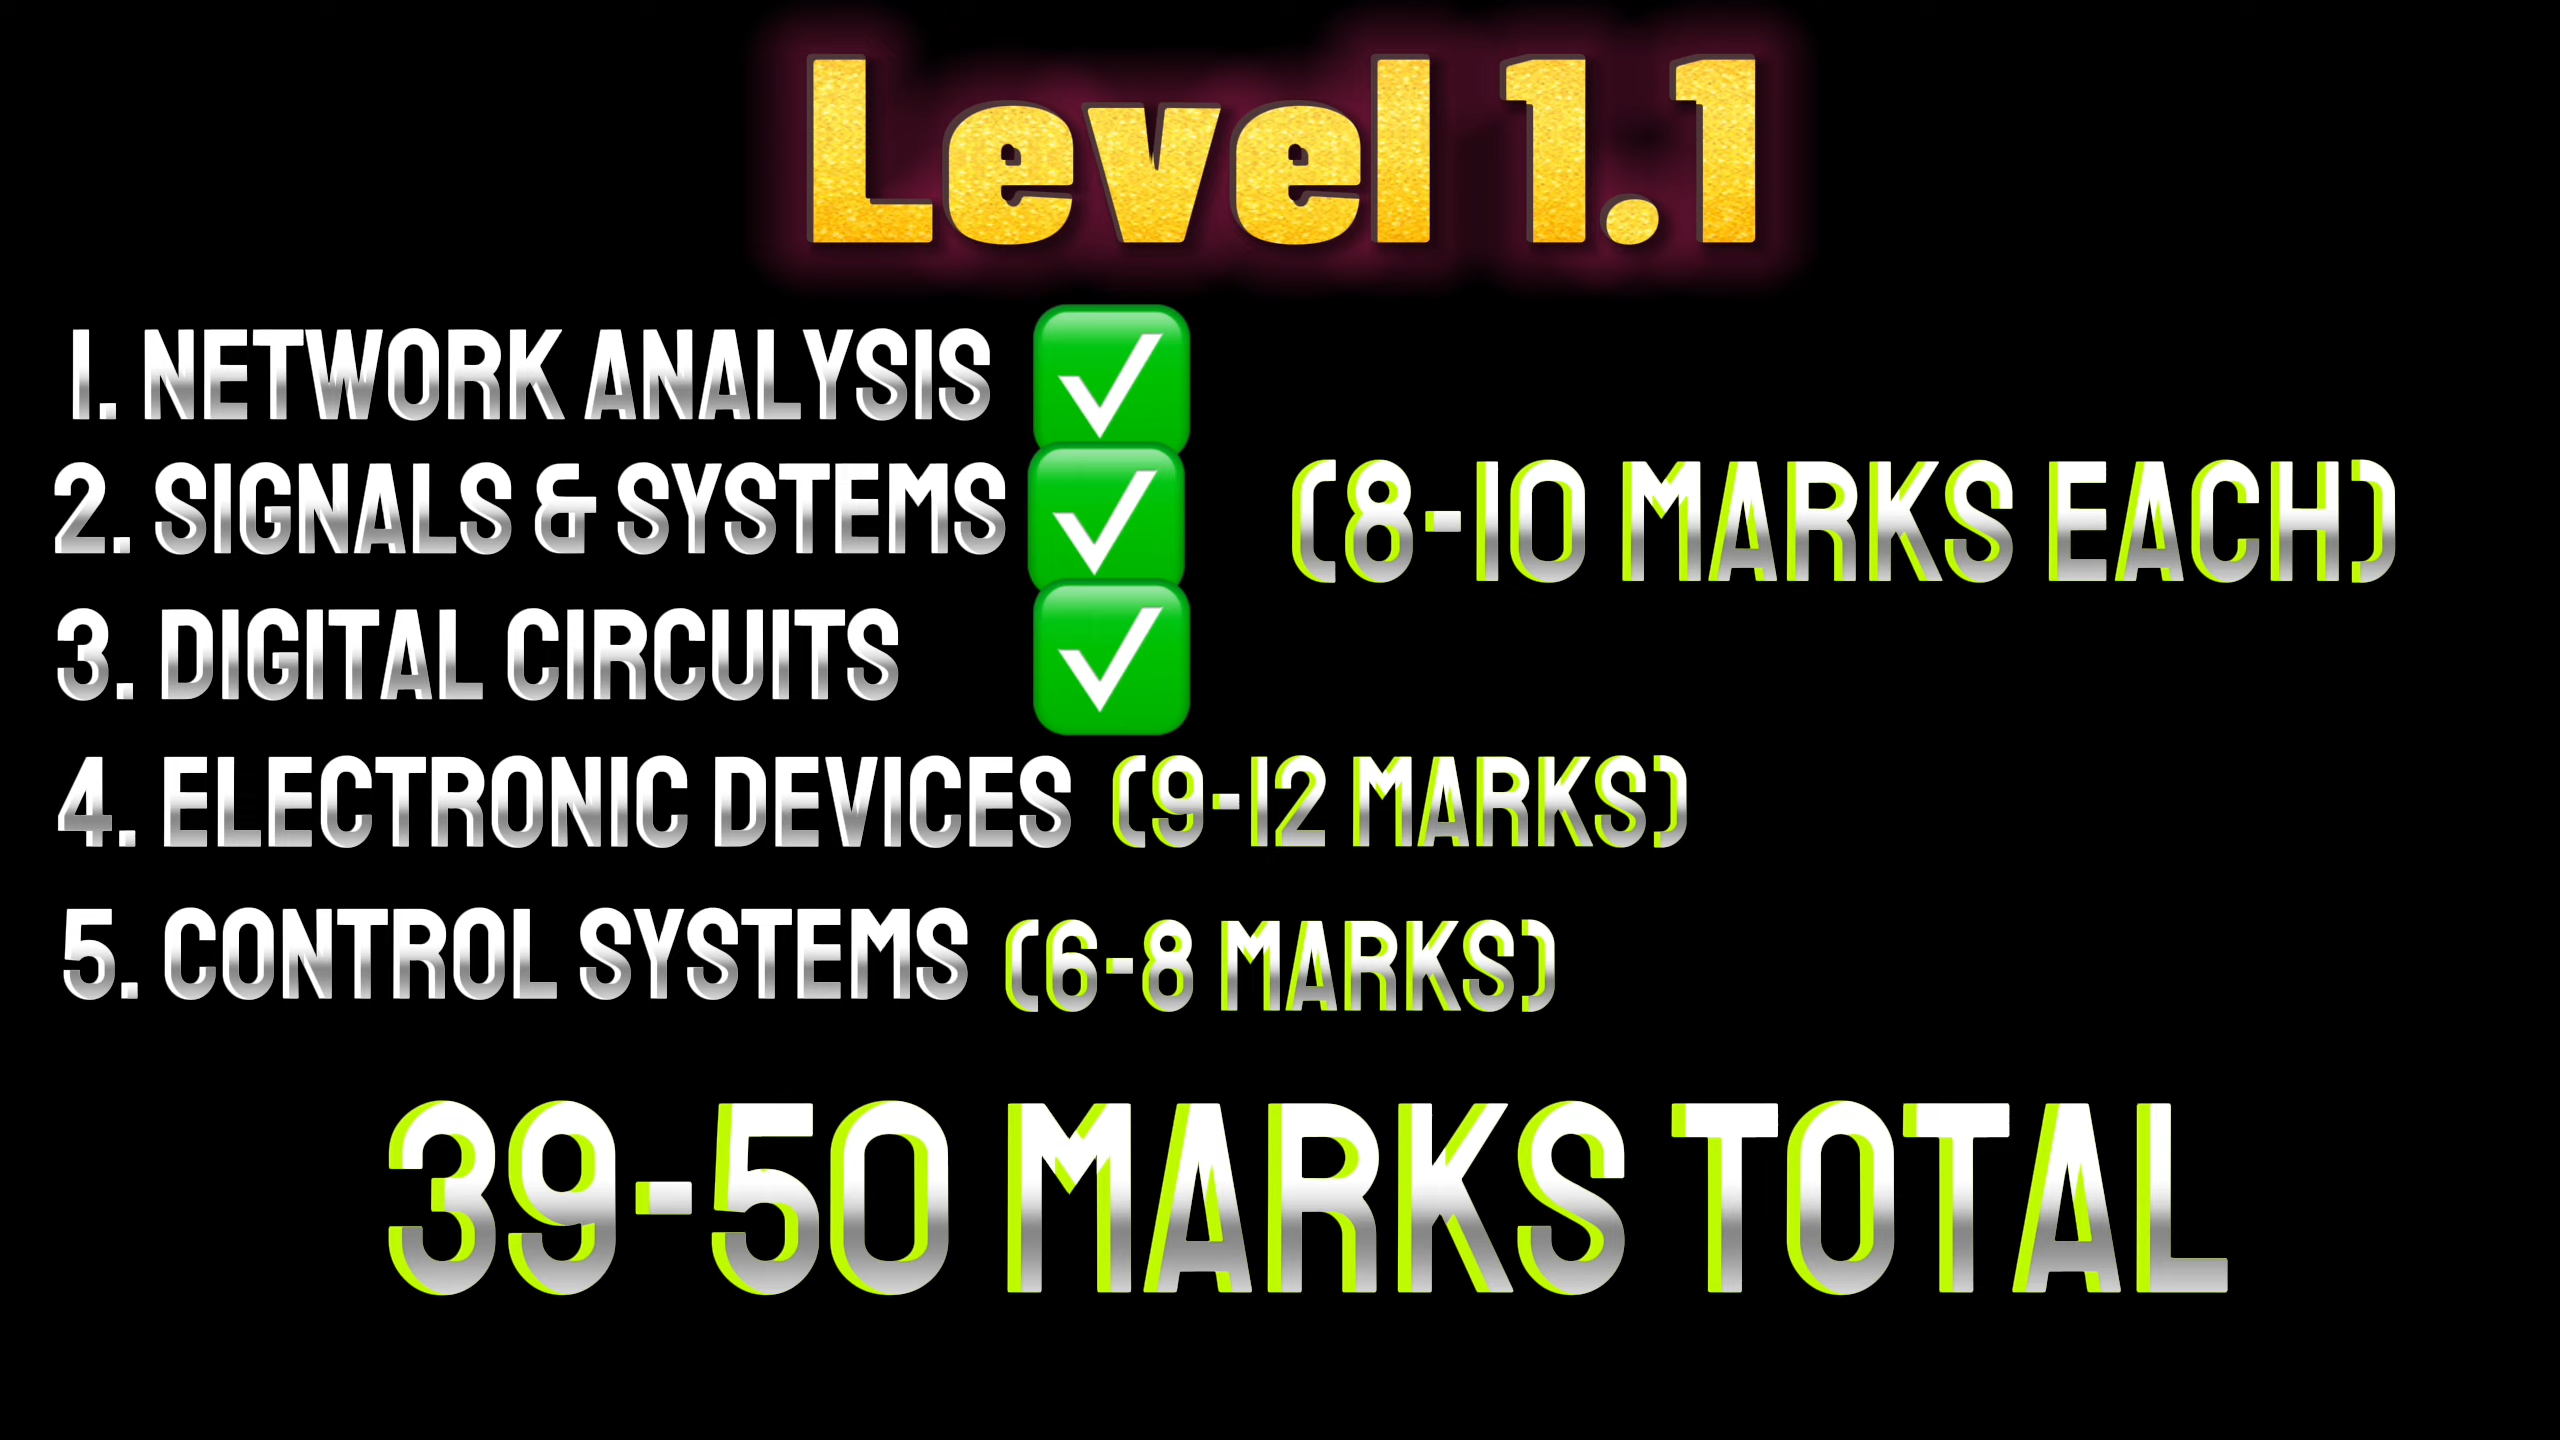 Level 1.1
1. NETWORK ANALYSIS
2. SIGNALS & SYSTEMS
(8-10 MARKS EACH)
3. DIGITAL CIRCUITS
4. ELECTRONIC DEVICES (9-12 MARKS)
5. CONTROL SYSTEMS (6-8 MARKS)
39-50 MARKS TOTAL